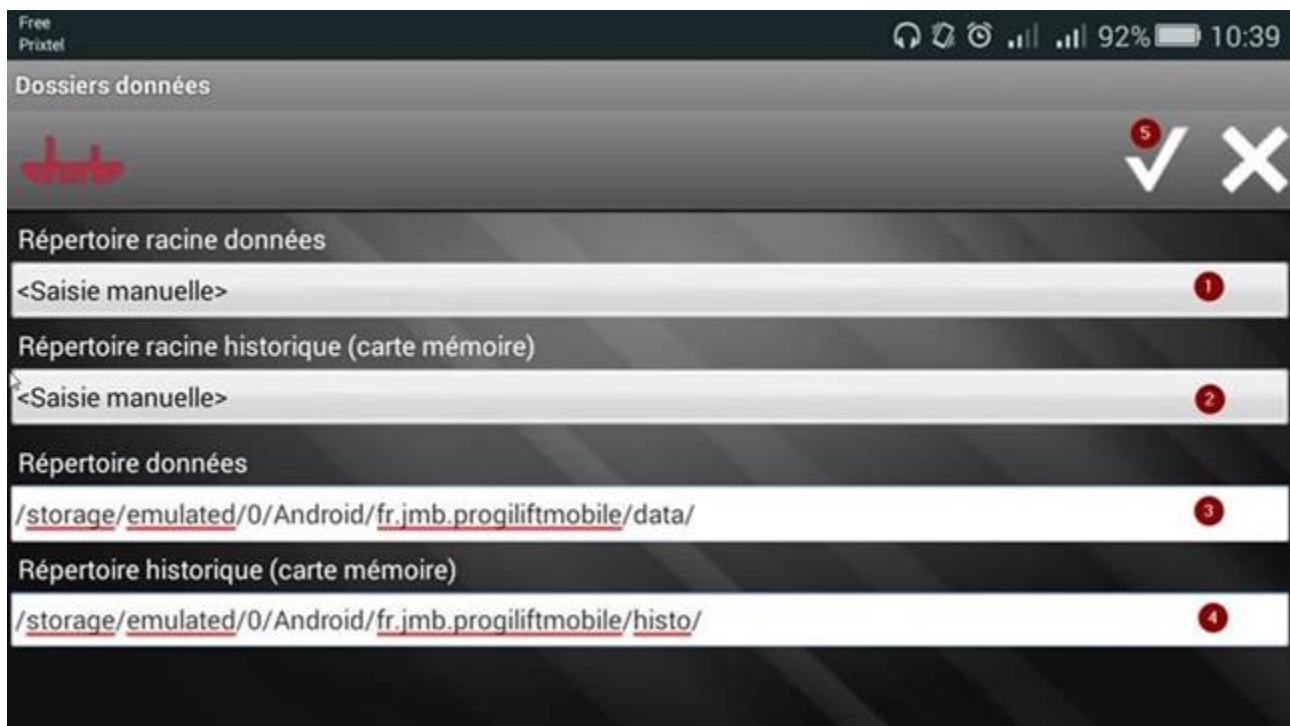 Free
Prixtel
92% 10:39
Dossiers données
5
Répertoire racine données
<Saisie manuelle> 1
Répertoire racine historique (carte mémoire)
<Saisie manuelle> 2
Répertoire données
/storage/emulated/0/Android/fr.jmb.progiliftmobile/data/ 3
Répertoire historique (carte mémoire)
/storage/emulated/0/Android/fr.jmb.progiliftmobile/histo/ 4